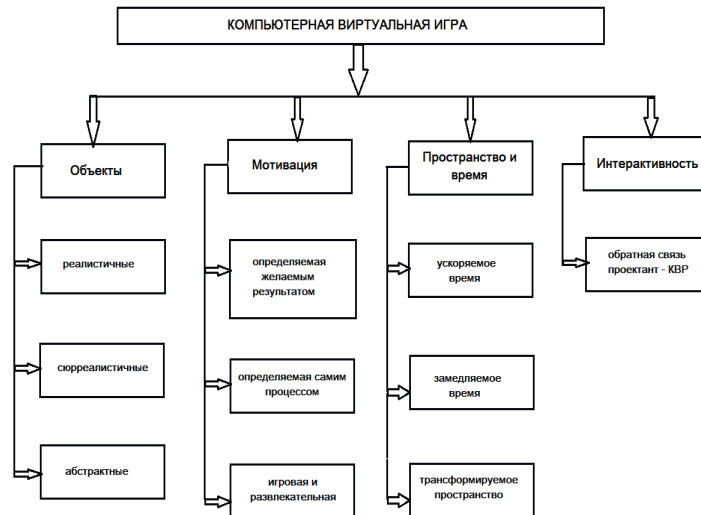 КОМПЬЮТЕРНАЯ ВИРТУАЛЬНАЯ ИГРА
Объекты
реалистичные
сюрреалистичные
абстрактные
Мотивация
определяемая
желаемым
результатом
определяемая самим
процессом
игровая и
развлекательная
Пространство и
время
ускоряемое
время
замедляемое
время
трансформируемое
пространство
Интерактивность
обратная связь
проектант - КВР